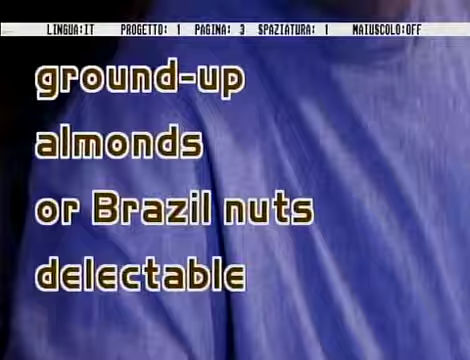 LINGUA:IT PROGETTO: 1 PAGINA: 3 SPAZIATURA: 1 MAIUSCOLO:OFF
ground-up
almonds
or Brazil nuts
delectable